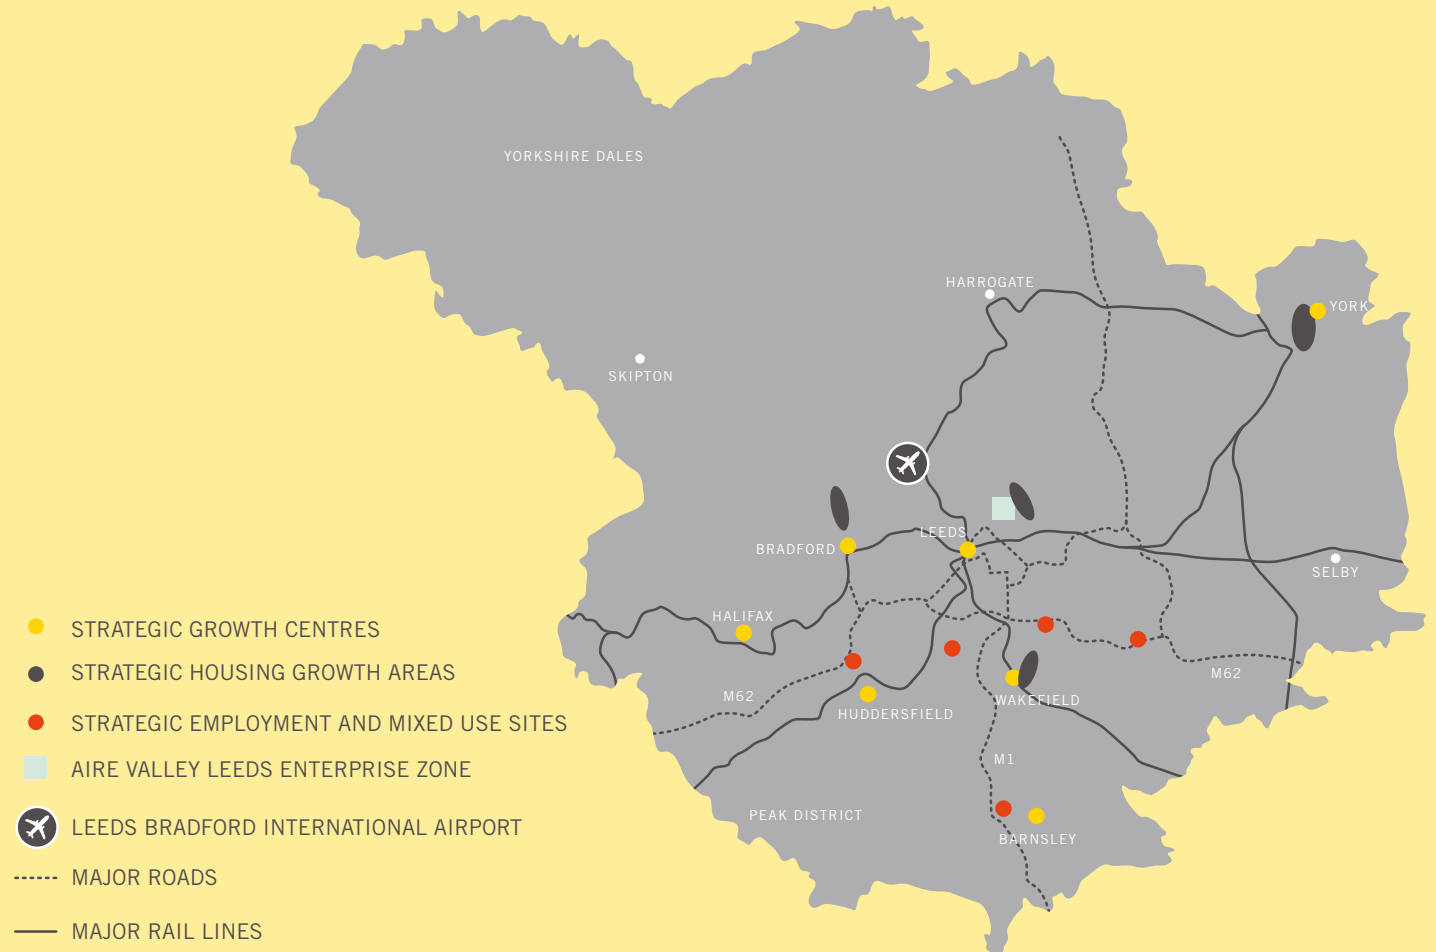 YORKSHIRE DALES
HARROGATE
YORK
SKIPTON
LEEDS
BRADFORD
SELBY
HALIFAX
M62
M62
HUDDERSFIELD
WAKEFIELD
M1
PEAK DISTRICT
BARNSLEY
STRATEGIC GROWTH CENTRES
STRATEGIC HOUSING GROWTH AREAS
STRATEGIC EMPLOYMENT AND MIXED USE SITES
AIRE VALLEY LEEDS ENTERPRISE ZONE
LEEDS BRADFORD INTERNATIONAL AIRPORT
MAJOR ROADS
MAJOR RAIL LINES